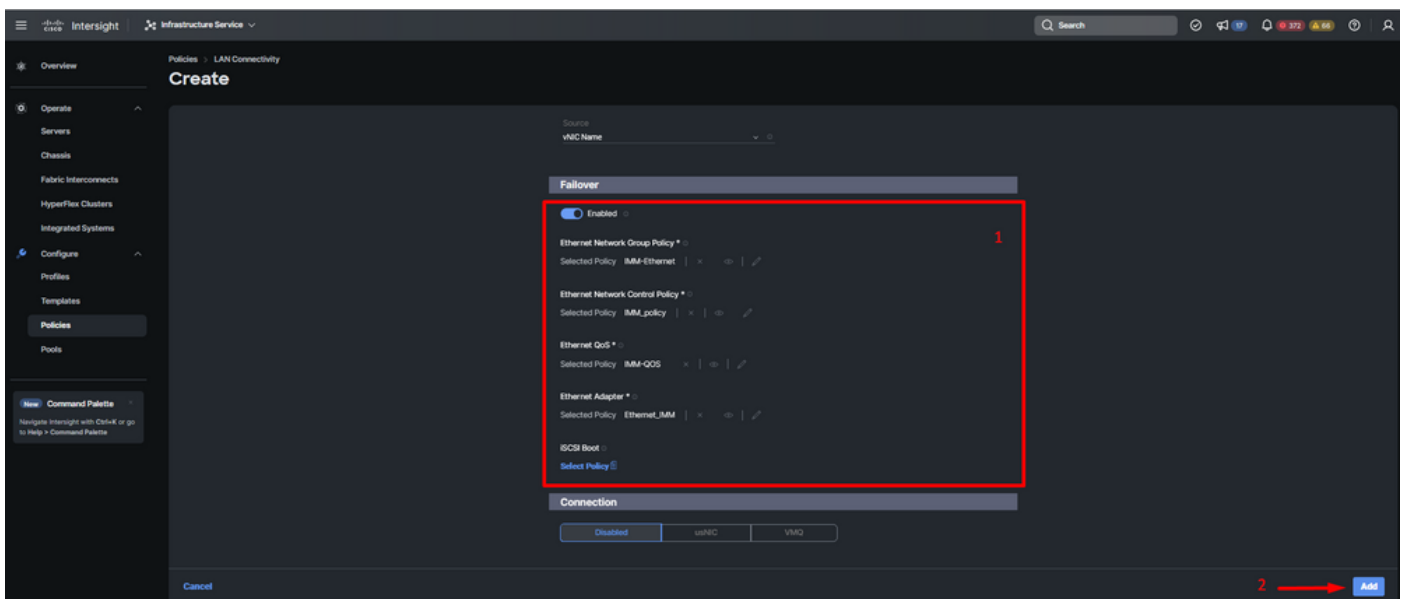 cisco Intersight Infrastructure Service Search 17 372 66
Overview
Policies > LAN Connectivity
Create
Operate
Servers
Chassis
Fabric Interconnects
HyperFlex Clusters
Integrated Systems
Configure
Profiles
Templates
Policies
Pools
New Command Palette
Navigate Intersight with Ctrl+K or go
to Help > Command Palette
Source
vNIC Name
Failover
Enabled
1
Ethernet Network Group Policy *
Selected Policy IMM-Ethernet
Ethernet Network Control Policy *
Selected Policy IMM_policy
Ethernet QoS *
Selected Policy IMM-QOS
Ethernet Adapter *
Selected Policy Ethernet_IMM
iSCSI Boot
Select Policy
Connection
Disabled usNIC VMQ
Cancel
2
Add